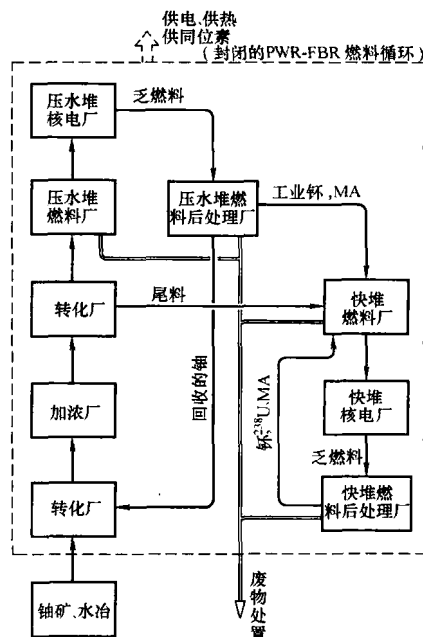 供电、供热
供同位素
(封闭的PWR-FBR 燃料循环)
压水堆
核电厂
乏燃料
压水堆
燃料厂
压水堆燃
料后处理厂
工业钚,MA
转化厂
尾料
快堆
燃料厂
回收的铀
钚,²³⁸U.MA
加浓厂
快堆
核电厂
乏燃料
转化厂
快堆燃
料后处理厂
铀矿、水冶
废物处置